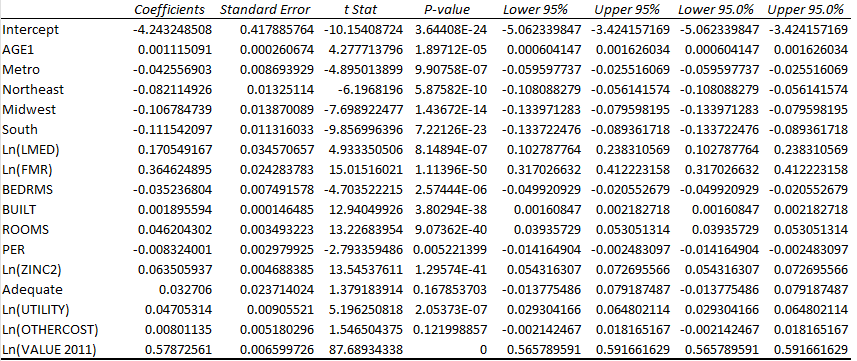 Coefficients Standard Error t Stat P-value Lower 95% Upper 95% Lower 95.0% Upper 95.0%
Intercept -4.243248508 0.417885764 -10.15408724 3.64408E-24 -5.062339847 -3.424157169 -5.062339847 -3.424157169
AGE1 0.001115091 0.000260674 4.277713796 1.89712E-05 0.000604147 0.001626034 0.000604147 0.001626034
Metro -0.042556903 0.008693929 -4.895013899 9.90758E-07 -0.059597737 -0.025516069 -0.059597737 -0.025516069
Northeast -0.082114926 0.01325114 -6.1968196 5.87582E-10 -0.108088279 -0.056141574 -0.108088279 -0.056141574
Midwest -0.106784739 0.013870089 -7.698922477 1.43672E-14 -0.133971283 -0.079598195 -0.133971283 -0.079598195
South -0.111542097 0.011316033 -9.856996396 7.22126E-23 -0.133722476 -0.089361718 -0.133722476 -0.089361718
Ln(LMED) 0.170549167 0.034570657 4.933350506 8.14894E-07 0.102787764 0.238310569 0.102787764 0.238310569
Ln(FMR) 0.364624895 0.024283783 15.01516021 1.11396E-50 0.317026632 0.412223158 0.317026632 0.412223158
BEDRMS -0.035236804 0.007491578 -4.703522215 2.57444E-06 -0.049920929 -0.020552679 -0.049920929 -0.020552679
BUILT 0.001895594 0.000146485 12.94049926 3.80294E-38 0.00160847 0.002182718 0.00160847 0.002182718
ROOMS 0.046204302 0.003493223 13.22683954 9.07362E-40 0.03935729 0.053051314 0.03935729 0.053051314
PER -0.008324001 0.002979925 -2.793359486 0.005221399 -0.014164904 -0.002483097 -0.014164904 -0.002483097
Ln(ZINC2) 0.063505937 0.004688385 13.54537611 1.29574E-41 0.054316307 0.072695566 0.054316307 0.072695566
Adequate 0.032706 0.023714024 1.379183914 0.167853703 -0.013775486 0.079187487 -0.013775486 0.079187487
Ln(UTILITY) 0.04705314 0.00905521 5.196250818 2.05373E-07 0.029304166 0.064802114 0.029304166 0.064802114
Ln(OTHERCOST) 0.00801135 0.005180296 1.546504375 0.121998857 -0.002142467 0.018165167 -0.002142467 0.018165167
Ln(VALUE 2011) 0.57872561 0.006599726 87.68934338 0 0.565789591 0.591661629 0.565789591 0.591661629